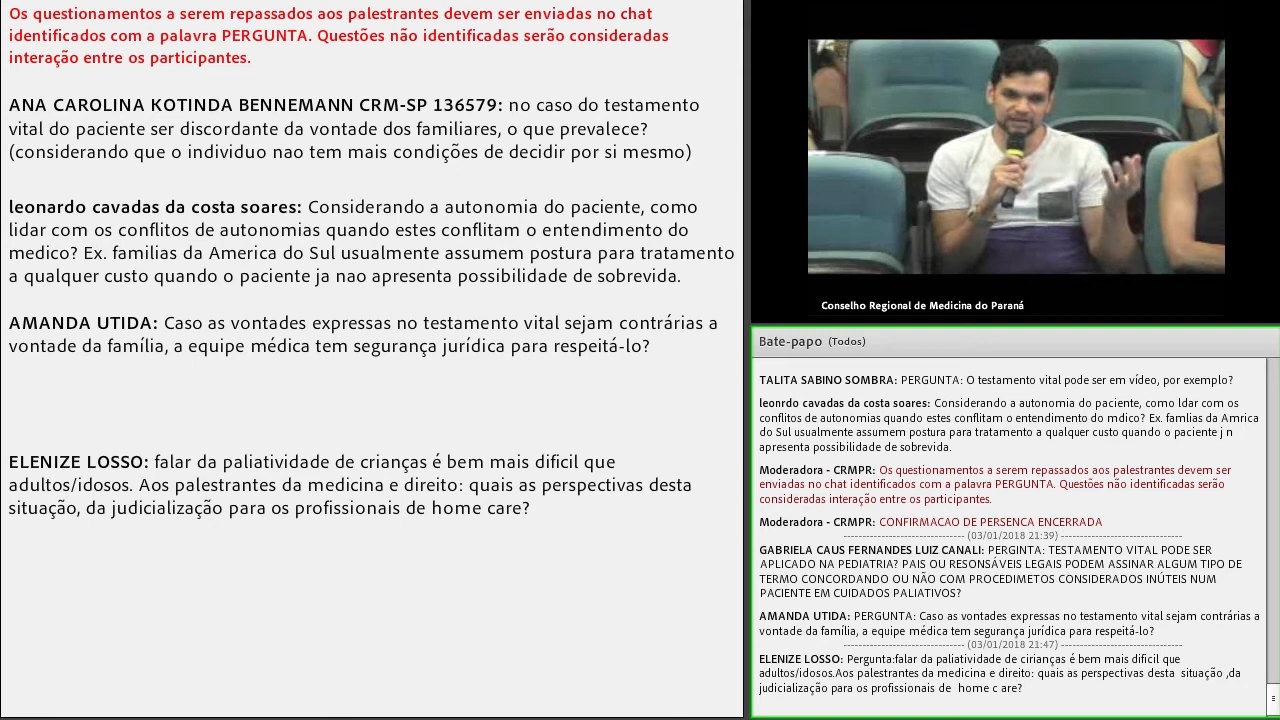 Os questionamentos a serem repassados aos palestrantes devem ser enviadas no chat
identificados com a palavra PERGUNTA. Questões não identificadas serão consideradas
interação entre os participantes.
ANA CAROLINA KOTINDA BENNEMANN CRM-SP 136579: no caso do testamento
vital do paciente ser discordante da vontade dos familiares, o que prevalece?
(considerando que o individuo nao tem mais condições de decidir por si mesmo)
leonardo cavadas da costa soares: Considerando a autonomia do paciente, como
lidar com os conflitos de autonomias quando estes conflitam o entendimento do
medico? Ex. familias da America do Sul usualmente assumem postura para tratamento
a qualquer custo quando o paciente ja nao apresenta possibilidade de sobrevida.
AMANDA UTIDA: Caso as vontades expressas no testamento vital sejam contrárias a
vontade da família, a equipe médica tem segurança jurídica para respeitá-lo?
ELENIZE LOSSO: falar da paliatividade de crianças é bem mais dificil que
adultos/idosos. Aos palestrantes da medicina e direito: quais as perspectivas desta
situação, da judicialização para os profissionais de home care?
Conselho Regional de Medicina do Paraná
Bate-papo (Todos)
TALITA SABINO SOMBRA: PERGUNTA: O testamento vital pode ser em vídeo, por exemplo?
leonrdo cavadas da costa soares: Considerando a autonomia do paciente, como ldar com os
conflitos de autonomias quando estes conflitam o entendimento do mdico? Ex. famlias da Amrica
do Sul usualmente assumem postura para tratamento a qualquer custo quando o paciente j n
apresenta possibilidade de sobrevida.
Moderadora - CRMPR: Os questionamentos a serem repassados aos palestrantes devem ser
enviadas no chat identificados com a palavra PERGUNTA. Questões não identificadas serão
consideradas interação entre os participantes.
Moderadora - CRMPR: CONFIRMACAO DE PERSENCA ENCERRADA
------------------------------- (03/01/2018 21:39) -------------------------------
GABRIELA CAUS FERNANDES LUIZ CANALI: PERGINTA: TESTAMENTO VITAL PODE SER
APLICADO NA PEDIATRIA? PAIS OU RESONSÁVEIS LEGAIS PODEM ASSINAR ALGUM TIPO DE
TERMO CONCORDANDO OU NÃO COM PROCEDIMETOS CONSIDERADOS INÚTEIS NUM
PACIENTE EM CUIDADOS PALIATIVOS?
AMANDA UTIDA: PERGUNTA: Caso as vontades expressas no testamento vital sejam contrárias a
vontade da família, a equipe médica tem segurança jurídica para respeitá-lo?
------------------------------- (03/01/2018 21:47) -------------------------------
ELENIZE LOSSO: Pergunta:falar da paliatividade de cirianças é bem mais dificil que
adultos/idosos.Aos palestrantes da medicina e direito: quais as perspectivas desta situação ,da
judicialização para os profissionais de home c are?